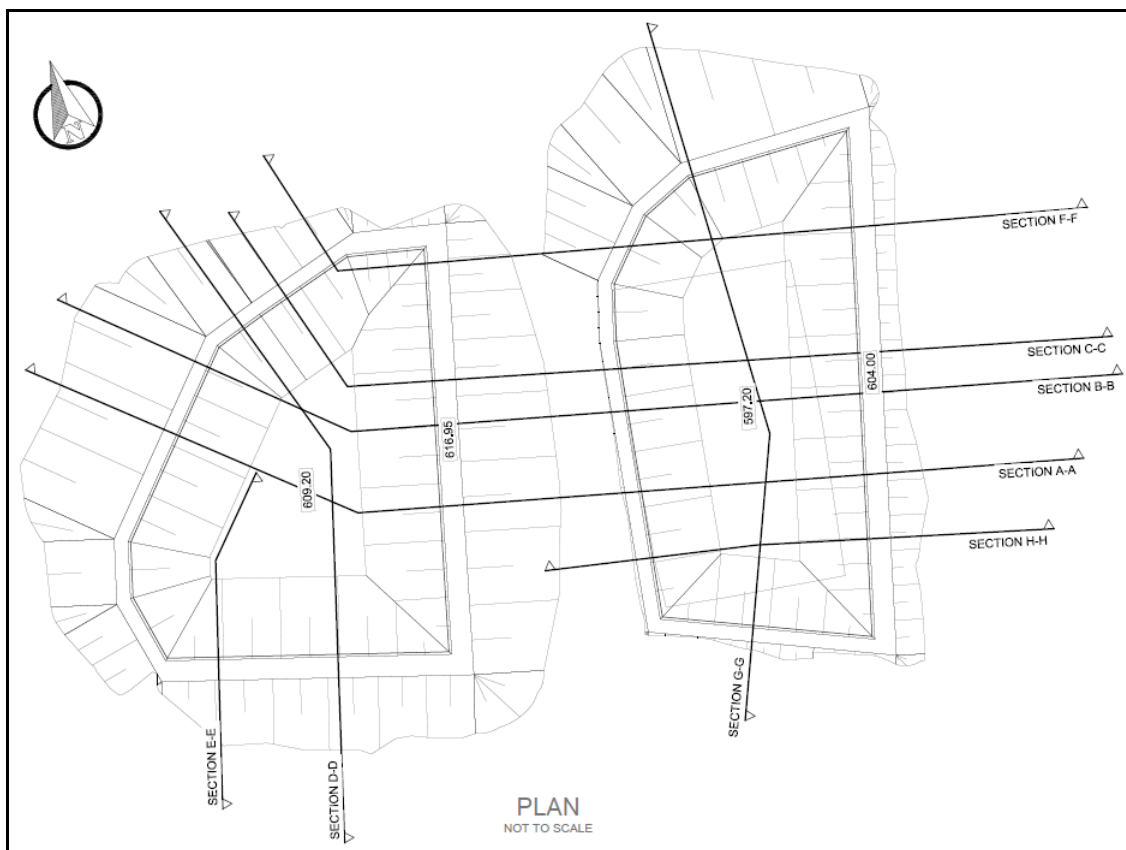 SECTION F-F
SECTION C-C
604.00
SECTION B-B
597.20
616.95
SECTION A-A
609.20
SECTION H-H
SECTION G-G
SECTION E-E
SECTION D-D
PLAN
NOT TO SCALE